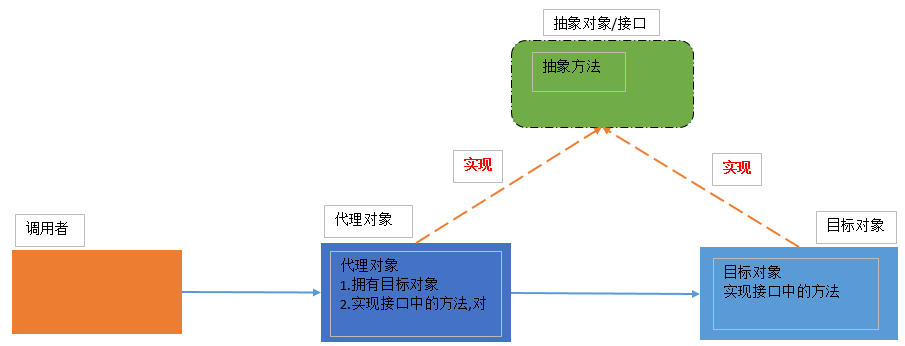 抽象对象/接口
抽象方法
实现
实现
调用者
代理对象
目标对象
代理对象
1.拥有目标对象
2.实现接口中的方法,对
目标对象
实现接口中的方法